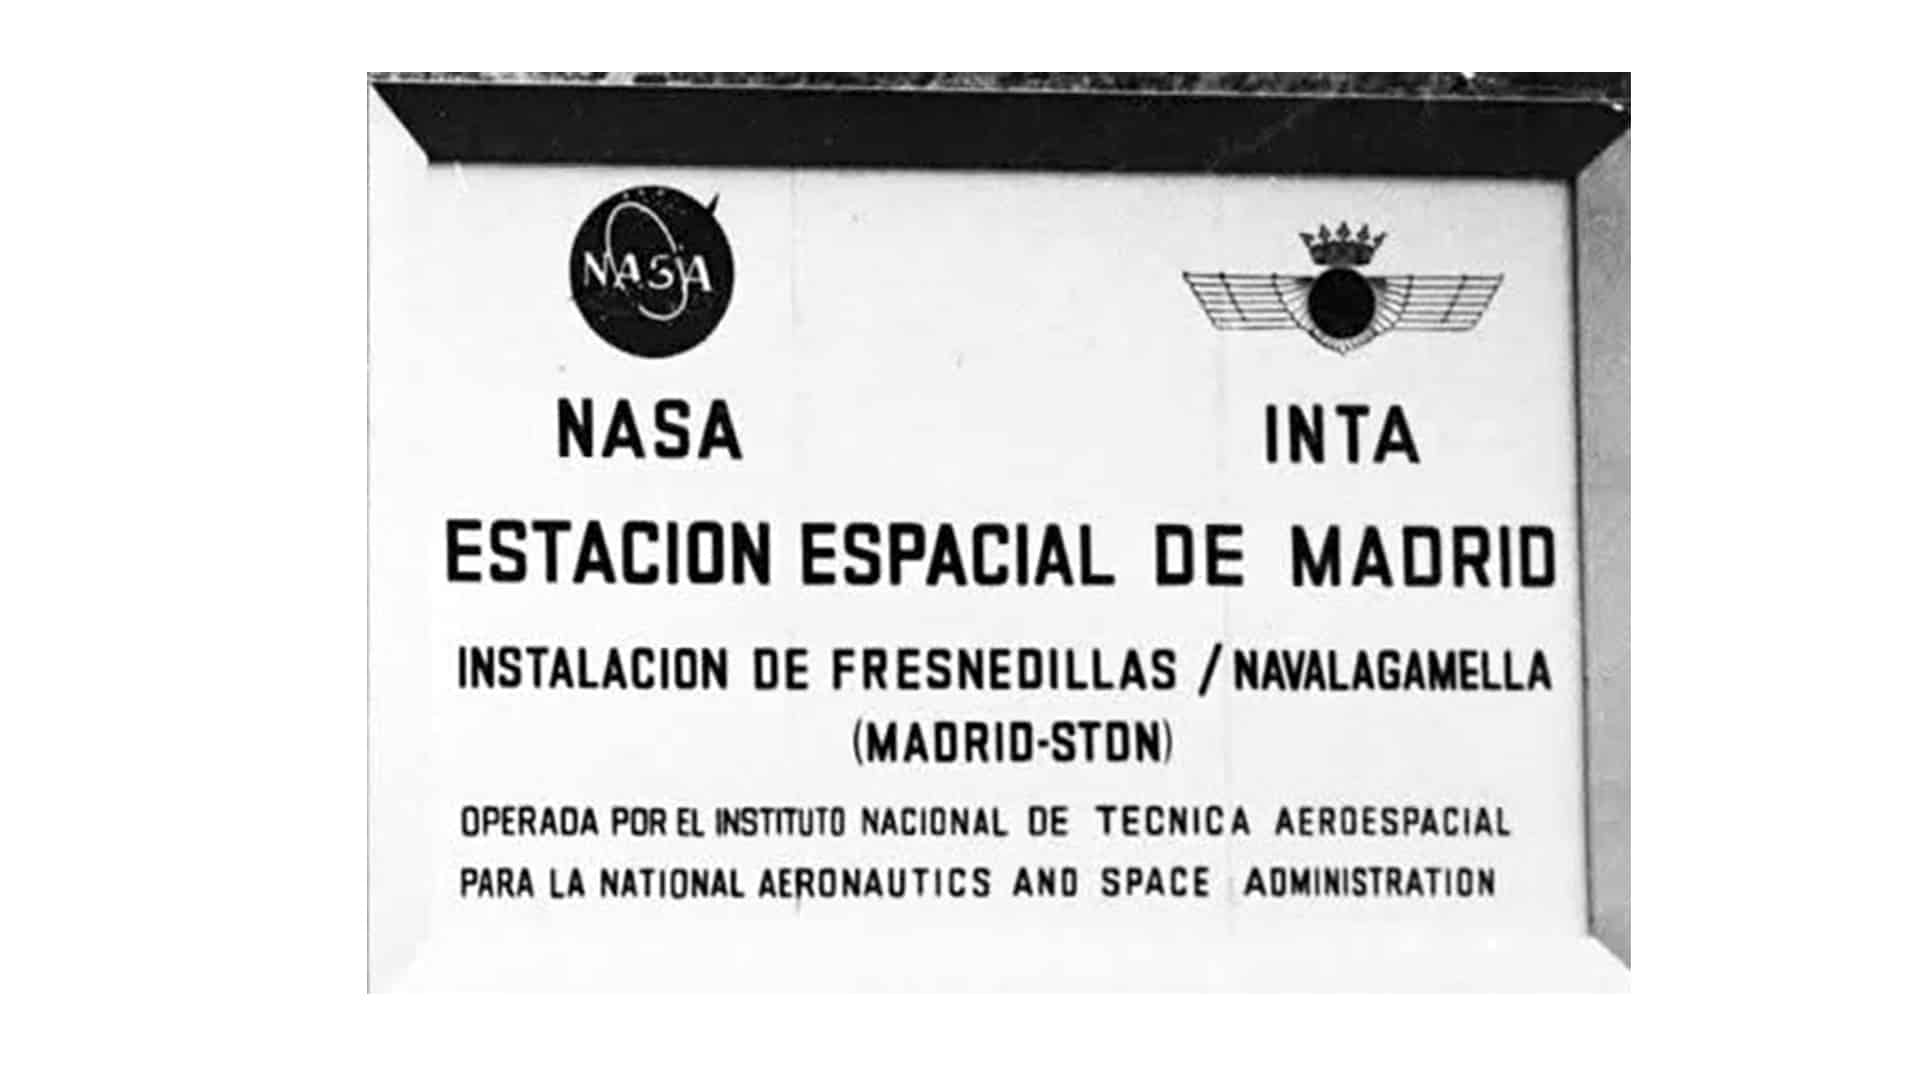 NASA
NASA INTA
ESTACION ESPACIAL DE MADRID
INSTALACION DE FRESNEDILLAS / NAVALAGAMELLA
(MADRID-STDN)
OPERADA POR EL INSTITUTO NACIONAL DE TECNICA AEROESPACIAL
PARA LA NATIONAL AERONAUTICS AND SPACE ADMINISTRATION